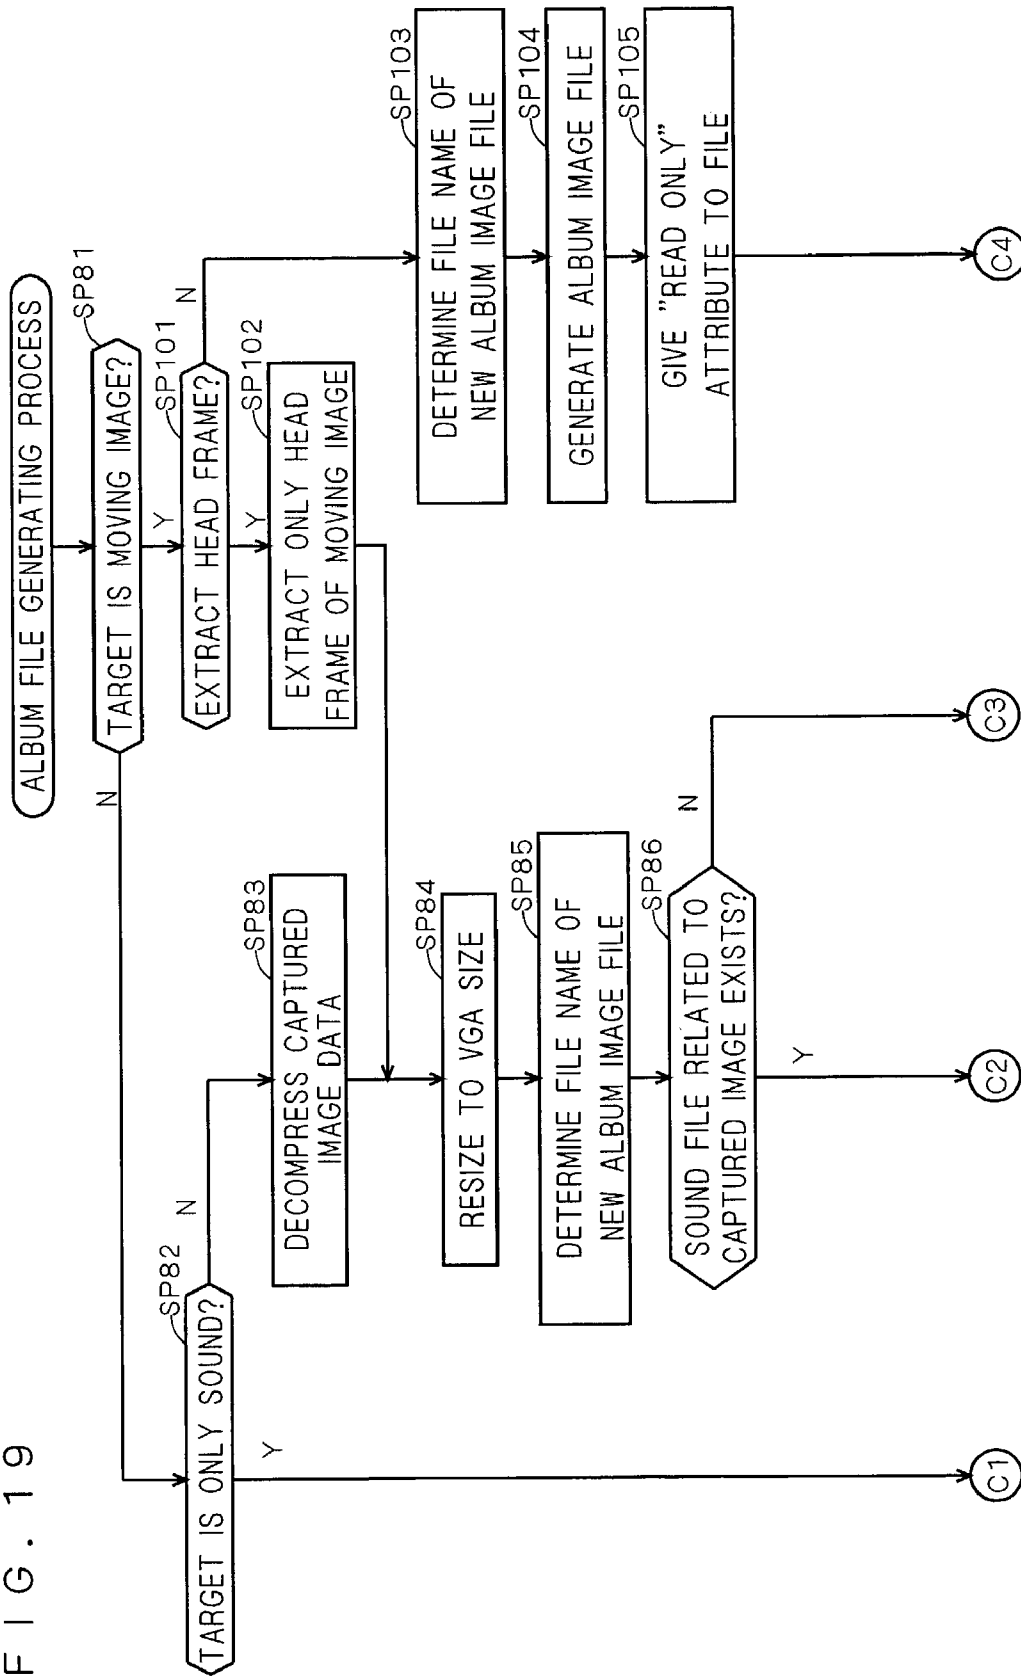 FIG. 19
ALBUM FILE GENERATING PROCESS
SP81
TARGET IS MOVING IMAGE?
N
Y
SP82
TARGET IS ONLY SOUND?
N
Y
SP101
EXTRACT HEAD FRAME?
N
Y
SP102
EXTRACT ONLY HEAD
FRAME OF MOVING IMAGE
SP83
DECOMPRESS CAPTURED
IMAGE DATA
SP84
RESIZE TO VGA SIZE
SP85
DETERMINE FILE NAME OF
NEW ALBUM IMAGE FILE
SP86
SOUND FILE RELATED TO
CAPTURED IMAGE EXISTS?
N
Y
SP103
DETERMINE FILE NAME OF
NEW ALBUM IMAGE FILE
SP104
GENERATE ALBUM IMAGE FILE
SP105
GIVE "READ ONLY"
ATTRIBUTE TO FILE
C1
C2
C3
C4